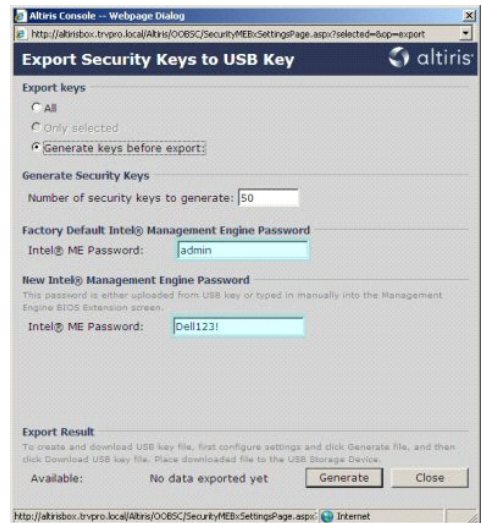 Altiris Console -- Webpage Dialog
http://altirisbox.trvpro.local/Altiris/OOBSC/SecurityMEBxSettingsPage.aspx?selected=&op=export
Export Security Keys to USB Key
altiris
Export keys
All
Only selected
Generate keys before export:
Generate Security Keys
Number of security keys to generate: 50
Factory Default Intel® Management Engine Password
Intel® ME Password: admin
New Intel® Management Engine Password
This password is either uploaded from USB key or typed in manually into the Management
Engine BIOS Extension screen.
Intel® ME Password: Dell123!
Export Result
To create and download USB key file, first configure settings and click Generate file, and then
click Download USB key file. Place downloaded file to the USB Storage Device.
Available: No data exported yet Generate Close
http://altirisbox.trvpro.local/Altiris/OOBSC/SecurityMEBxSettingsPage.aspx? Internet